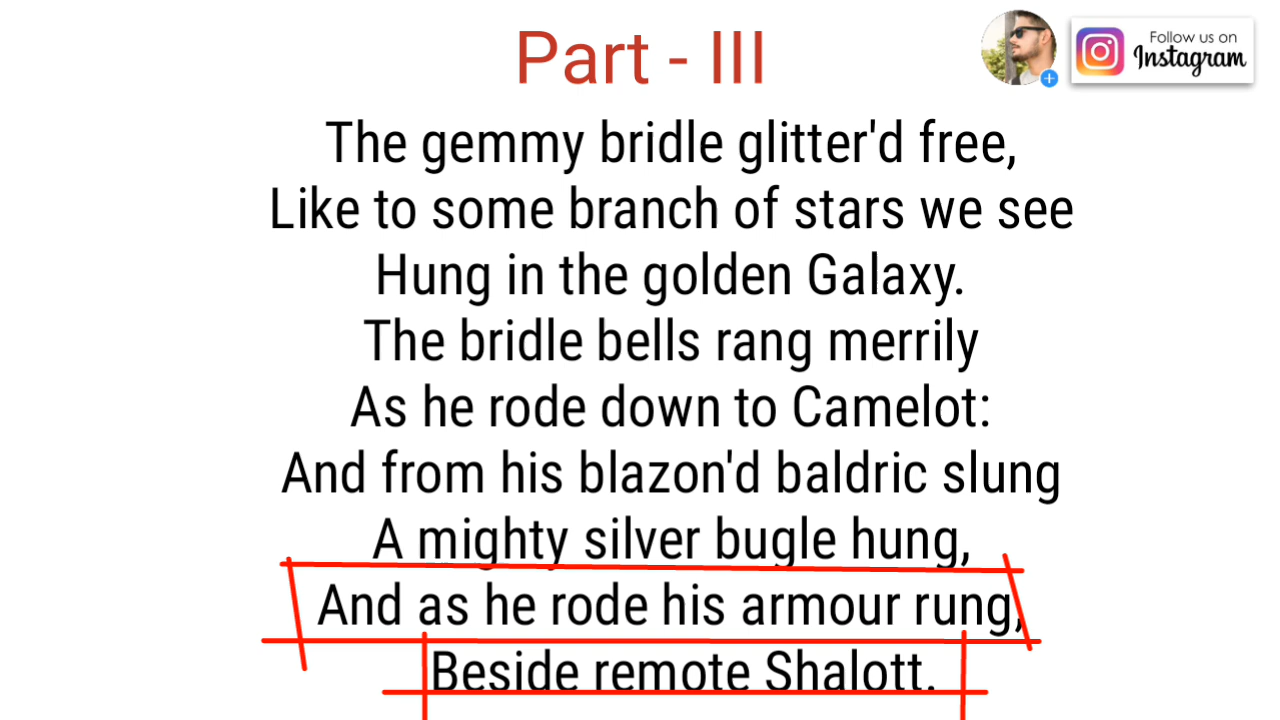 Part - III
Follow us on
Instagram
The gemmy bridle glitter'd free,
Like to some branch of stars we see
Hung in the golden Galaxy.
The bridle bells rang merrily
As he rode down to Camelot:
And from his blazon'd baldric slung
A mighty silver bugle hung,
And as he rode his armour rung,
Beside remote Shalott.